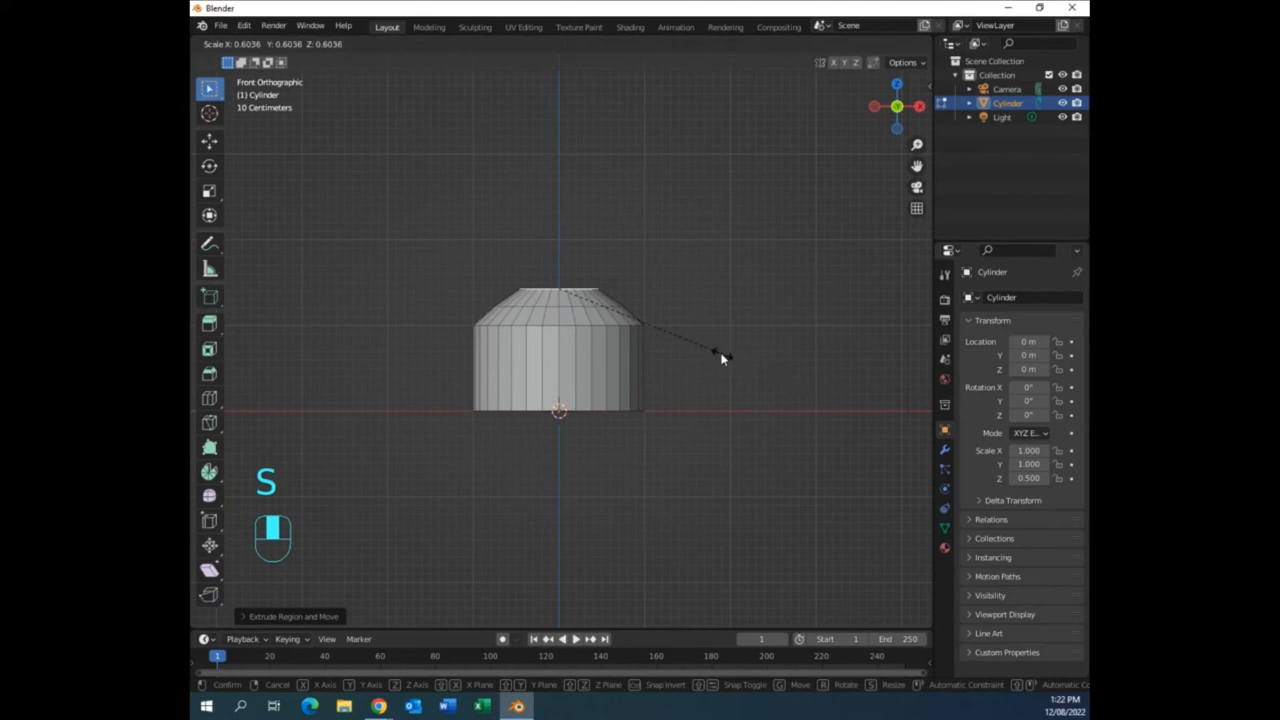 Blender
File Edit Render Window Help Layout Modeling Sculpting UV Editing Texture Paint Shading Animation Rendering Compositing Scene ViewLayer
Scale X: 0.6036 Y: 0.6036 Z: 0.6036
X Y Z Options
Front Orthographic
(1) Cylinder
10 Centimeters
Z
Y
X
S
Extrude Region and Move
Scene Collection
Collection
Camera
Cylinder
Light
Cylinder
Cylinder
Transform
Location 0 m
Y 0 m
Z 0 m
Rotation X 0°
Y 0°
Z 0°
Mode XYZ E...
Scale X 1.000
Y 1.000
Z 0.500
Delta Transform
Relations
Collections
Instancing
Motion Paths
Visibility
Viewport Display
Line Art
Custom Properties
Playback Keying View Marker 1 Start 1 End 250
1 20 40 60 80 100 120 140 160 180 200 220 240
Confirm Cancel X X Axis Y Y Axis Z Z Axis X X Plane Y Y Plane Z Z Plane Snap Invert Snap Toggle G Move R Rotate S Resize Automatic Constraint Automatic Co
1:22 PM
12/08/2022